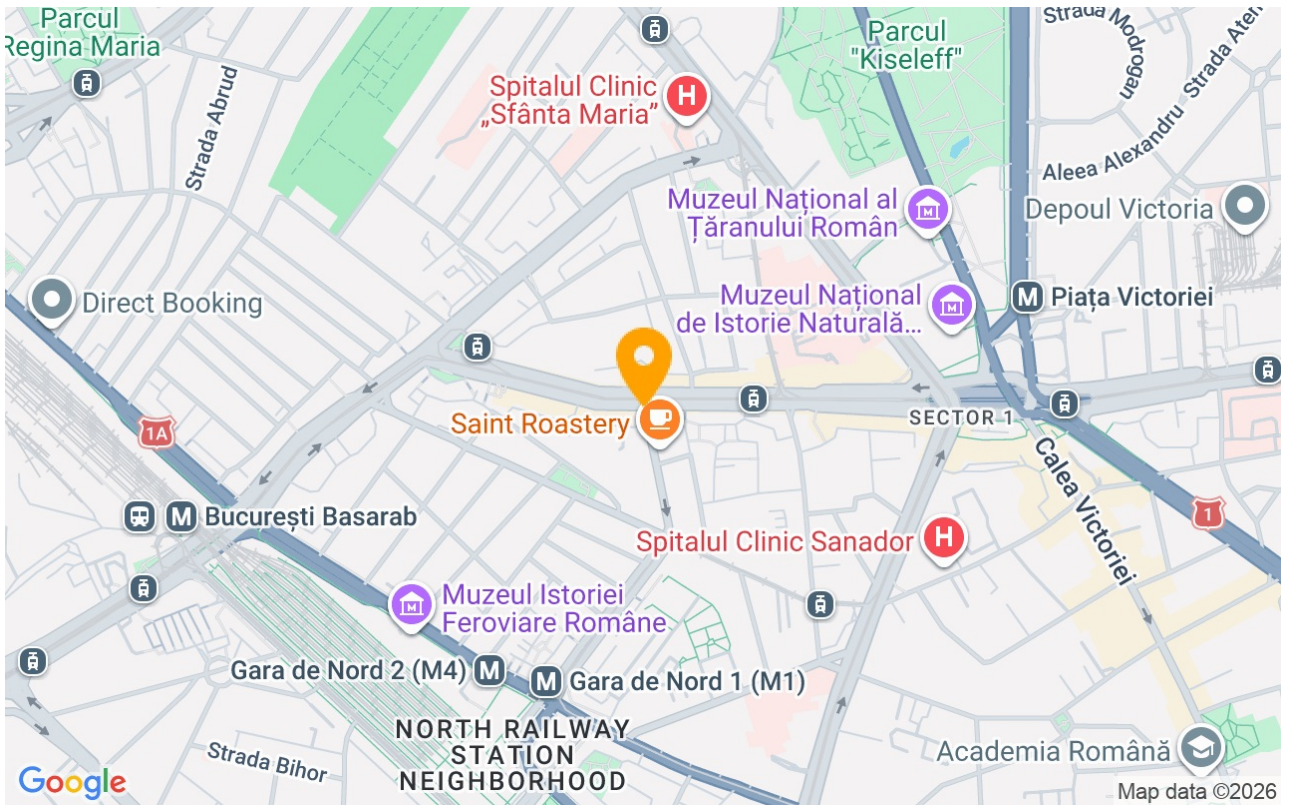 Parcul
Regina Maria
Strada Abrud
Spitalul Clinic
„Sfânta Maria”
H
Parcul
"Kiseleff"
Strada Modrogan
Aleea Alexandru
Muzeul Național al
Țăranului Român
M
Strada
Depoul Victoria
Direct Booking
Muzeul Național
de Istorie Naturală...
M
M Piața Victoriei
Saint Roastery
SECTOR 1
1A
Calea Victoriei
1
M București Basarab
Spitalul Clinic Sanador
H
M
Muzeul Istoriei
Feroviare Române
Gara de Nord 2 (M4) M
M Gara de Nord 1 (M1)
NORTH RAILWAY
STATION
NEIGHBORHOOD
Strada Bihor
Academia Română
Google
Map data ©2026